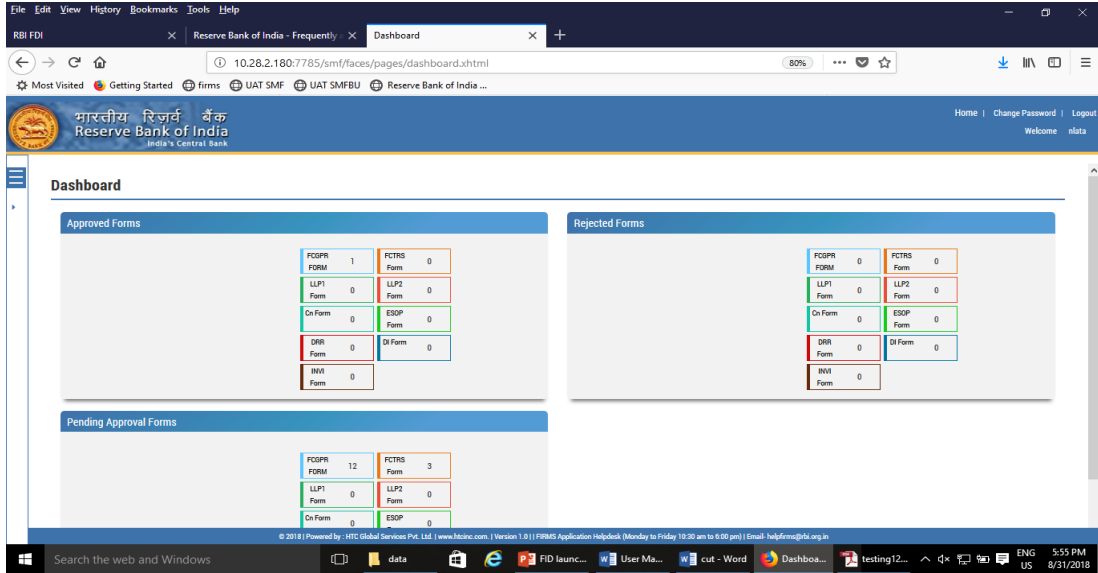 File Edit View History Bookmarks Tools Help
RBI FDI
Reserve Bank of India - Frequently
Dashboard
10.28.2.180:7785/smf/faces/pages/dashboard.xhtml
80%
Most Visited Getting Started firms UAT SMF UAT SMFBU Reserve Bank of India ...
भारतीय रिज़र्व बैंक
Reserve Bank of India
India's Central Bank
Home | Change Password | Logout
Welcome nlata
Dashboard
Approved Forms
FCGPR FORM 1
FCTRS Form 0
LLP1 Form 0
LLP2 Form 0
Cn Form 0
ESOP Form 0
DRR Form 0
DI Form 0
INVI Form 0
Rejected Forms
FCGPR FORM 0
FCTRS Form 0
LLP1 Form 0
LLP2 Form 0
Cn Form 0
ESOP Form 0
DRR Form 0
DI Form 0
INVI Form 0
Pending Approval Forms
FCGPR FORM 12
FCTRS Form 3
LLP1 Form 0
LLP2 Form 0
Cn Form 0
ESOP 0
© 2018 | Powered by : HTC Global Services Pvt. Ltd. | www.htcinc.com. | Version 1.0 | | FIRMS Application Helpdesk (Monday to Friday 10:30 am to 6:00 pm) | Email- helpfirms@rbi.org.in
Search the web and Windows
data
FID launc...
User Ma...
cut - Word
Dashboa...
testing12...
ENG 5:55 PM
US 8/31/2018